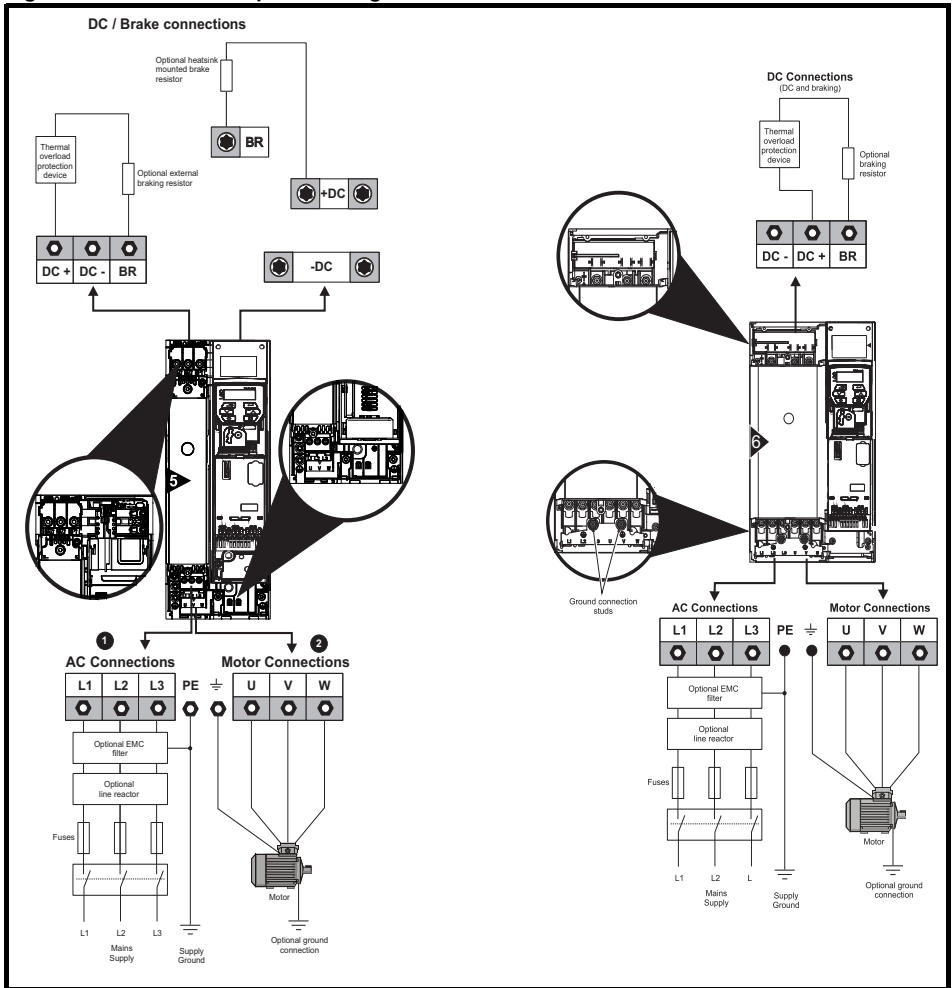 DC / Brake connections
Optional heatsink
mounted brake
resistor
BR
+DC
-DC
Thermal
overload
protection
device
Optional external
braking resistor
DC + DC - BR
5
1
AC Connections
L1 L2 L3 PE
Optional EMC
filter
Optional
line reactor
Fuses
L1 L2 L3
Mains
Supply
Supply
Ground
2
Motor Connections
U V W
Motor
Optional ground
connection
DC Connections
(DC and braking)
Thermal
overload
protection
device
Optional
braking
resistor
DC - DC + BR
6
Ground connection
studs
AC Connections
L1 L2 L3 PE
Optional EMC
filter
Optional
line reactor
Fuses
L1 L2 L
Mains
Supply
Supply
Ground
Motor Connections
U V W
Motor
Optional ground
connection